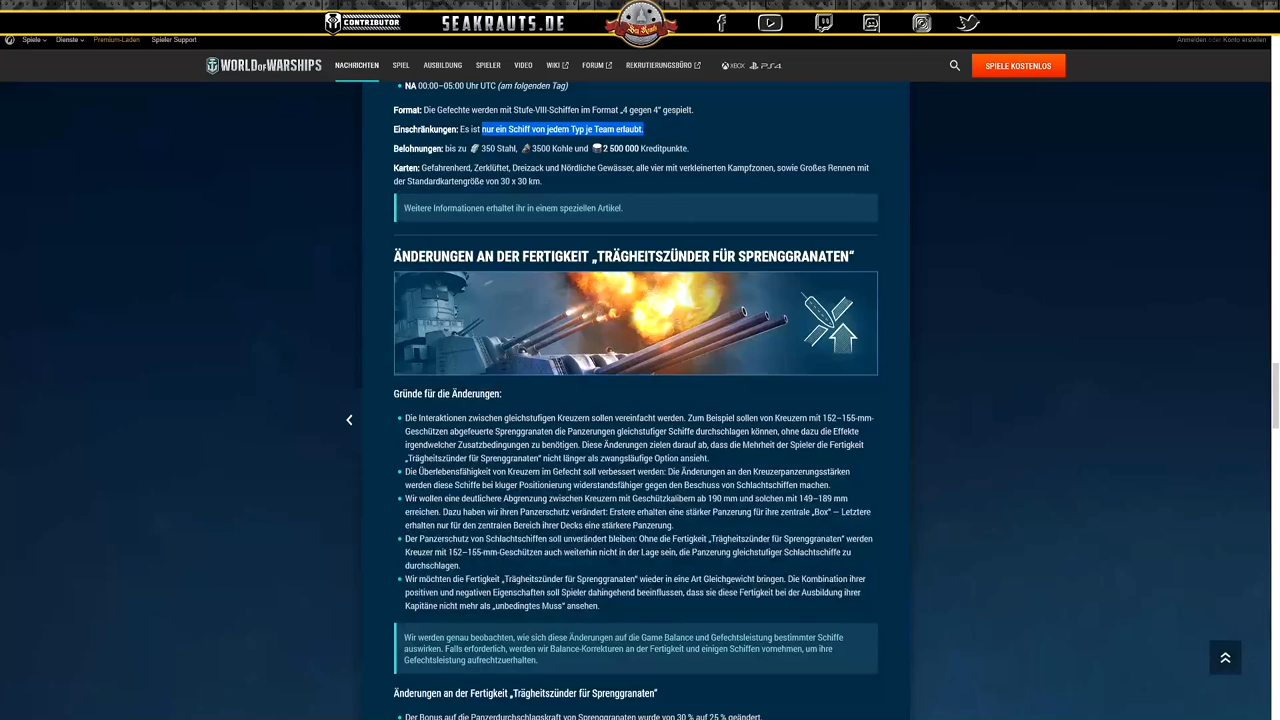 CONTRIBUTOR
SEAKRAUTS.DE
Spiele
Dienste
Premium-Laden
Spieler Support
Anmelden oder Konto erstellen
WORLD OF WARSHIPS
NACHRICHTEN
SPIEL
AUSBILDUNG
SPIELER
VIDEO
WIKI
FORUM
REKRUTIERUNGSBÜRO
XBOX
PS4
SPIELE KOSTENLOS
NA 00:00–05:00 Uhr UTC (am folgenden Tag)
Format: Die Gefechte werden mit Stufe-VIII-Schiffen im Format „4 gegen 4“ gespielt.
Einschränkungen: Es ist nur ein Schiff von jedem Typ je Team erlaubt.
Belohnungen: bis zu 350 Stahl, 3500 Kohle und 2 500 000 Kreditpunkte.
Karten: Gefahrenherd, Zerklüftet, Dreizack und Nördliche Gewässer, alle vier mit verkleinerten Kampfzonen, sowie Großes Rennen mit
der Standardkartengröße von 30 x 30 km.
Weitere Informationen erhaltet ihr in einem speziellen Artikel.
ÄNDERUNGEN AN DER FERTIGKEIT „TRÄGHEITSZÜNDER FÜR SPRENGGRANATEN“
Gründe für die Änderungen:
Die Interaktionen zwischen gleichstufigen Kreuzern sollen vereinfacht werden. Zum Beispiel sollen von Kreuzern mit 152–155-mm-
Geschützen abgefeuerte Sprenggranaten die Panzerungen gleichstufiger Schiffe durchschlagen können, ohne dazu die Effekte
irgendwelcher Zusatzbedingungen zu benötigen. Diese Änderungen zielen darauf ab, dass die Mehrheit der Spieler die Fertigkeit
„Trägheitszünder für Sprenggranaten“ nicht länger als zwangsläufige Option ansieht.
Die Überlebensfähigkeit von Kreuzern im Gefecht soll verbessert werden: Die Änderungen an den Kreuzerpanzerungsstärken
werden diese Schiffe bei kluger Positionierung widerstandsfähiger gegen den Beschuss von Schlachtschiffen machen.
Wir wollen eine deutlichere Abgrenzung zwischen Kreuzern mit Geschützkalibern ab 190 mm und solchen mit 149–189 mm
erreichen. Dazu haben wir ihren Panzerschutz verändert: Erstere erhalten eine stärker Panzerung für ihre zentrale „Box“ — Letztere
erhalten nur für den zentralen Bereich ihrer Decks eine stärkere Panzerung.
Der Panzerschutz von Schlachtschiffen soll unverändert bleiben: Ohne die Fertigkeit „Trägheitszünder für Sprenggranaten“ werden
Kreuzer mit 152–155-mm-Geschützen auch weiterhin nicht in der Lage sein, die Panzerung gleichstufiger Schlachtschiffe zu
durchschlagen.
Wir möchten die Fertigkeit „Trägheitszünder für Sprenggranaten“ wieder in eine Art Gleichgewicht bringen. Die Kombination ihrer
positiven und negativen Eigenschaften soll Spieler dahingehend beeinflussen, dass sie diese Fertigkeit bei der Ausbildung ihrer
Kapitäne nicht mehr als „unbedingtes Muss“ ansehen.
Wir werden genau beobachten, wie sich diese Änderungen auf die Game Balance und Gefechtsleistung bestimmter Schiffe
auswirken. Falls erforderlich, werden wir Balance-Korrekturen an der Fertigkeit und einigen Schiffen vornehmen, um ihre
Gefechtsleistung aufrechtzuerhalten.
Änderungen an der Fertigkeit „Trägheitszünder für Sprenggranaten“
Der Bonus auf die Panzerdurchschlagskraft von Sprenggranaten wurde von 30 % auf 25 % geändert.